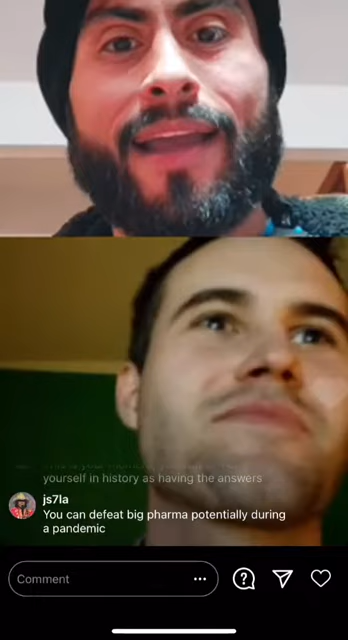 yourself in history as having the answers
js7la
You can defeat big pharma potentially during
a pandemic
Comment